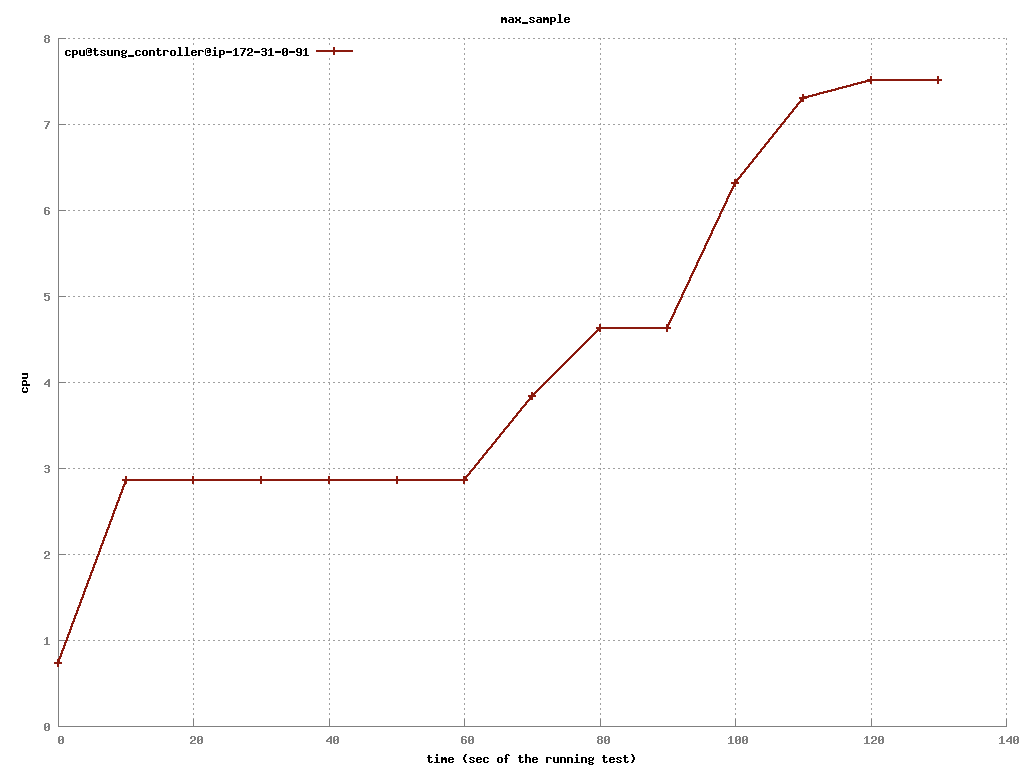 max_sample
cpu@tsung_controller@ip-172-31-0-91
8
7
6
5
4
3
2
1
0
cpu
0 20 40 60 80 100 120 140
time (sec of the running test)